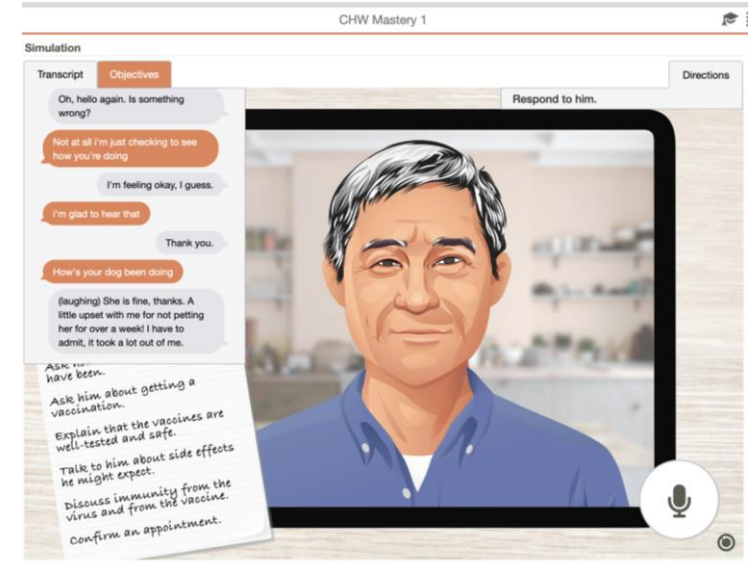 CHW Mastery 1
Simulation
Transcript
Objectives
Directions
Respond to him.
Oh, hello again. Is something
wrong?
Not at all i'm just checking to see
how you're doing
I'm feeling okay, I guess.
I'm glad to hear that
Thank you.
How's your dog been doing
(laughing) She is fine, thanks. A
little upset with me for not petting
her for over a week! I have to
admit, it took a lot out of me.
Ask
have been.
Ask him about getting a
vaccination.
Explain that the vaccines are
well-tested and safe.
Talk to him about side effects
he might expect.
Discuss immunity from the
virus and from the vaccine.
Confirm an appointment.